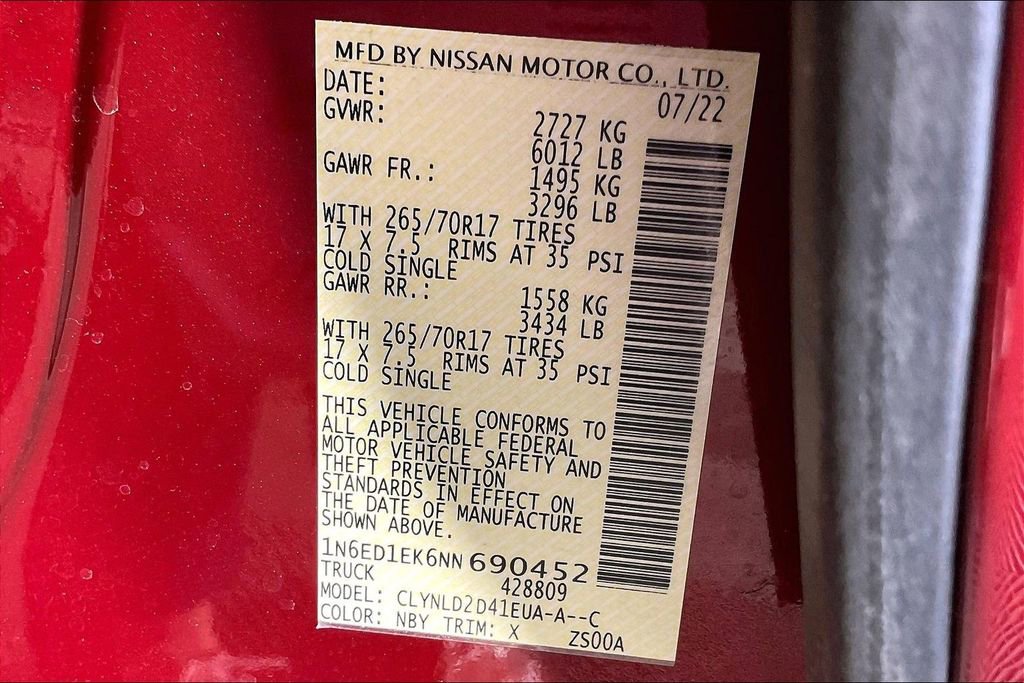 MFD BY NISSAN MOTOR CO., LTD.
DATE: 07/22
GVWR: 2727 KG
6012 LB
GAWR FR.: 1495 KG
3296 LB
WITH 265/70R17 TIRES
17 X 7.5 RIMS AT 35 PSI
COLD SINGLE
GAWR RR.: 1558 KG
3434 LB
WITH 265/70R17 TIRES
17 X 7.5 RIMS AT 35 PSI
COLD SINGLE
THIS VEHICLE CONFORMS TO
ALL APPLICABLE FEDERAL
MOTOR VEHICLE SAFETY AND
THEFT PREVENTION
STANDARDS IN EFFECT ON
THE DATE OF MANUFACTURE
SHOWN ABOVE.
1N6ED1EK6NN 690452
TRUCK 428809
MODEL: CLYNLD2D41EUA-A--C
COLOR: NBY TRIM: X ZS00A